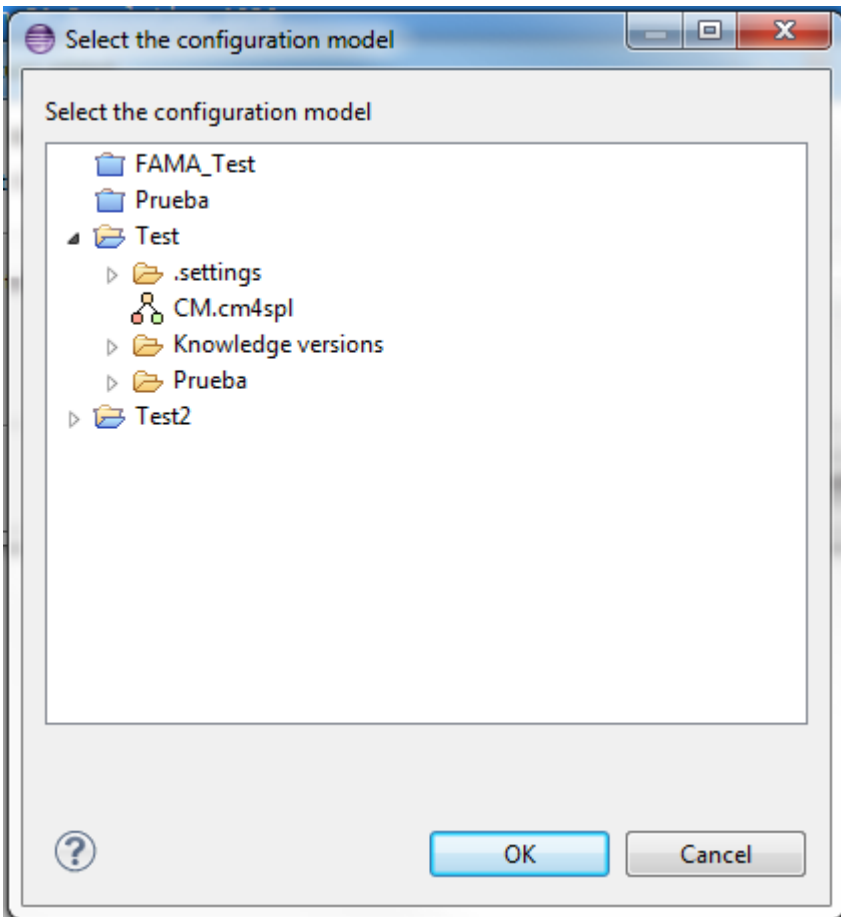 Select the configuration model
Select the configuration model
FAMA_Test
Prueba
Test
.settings
CM.cm4spl
Knowledge versions
Prueba
Test2
?
OK
Cancel